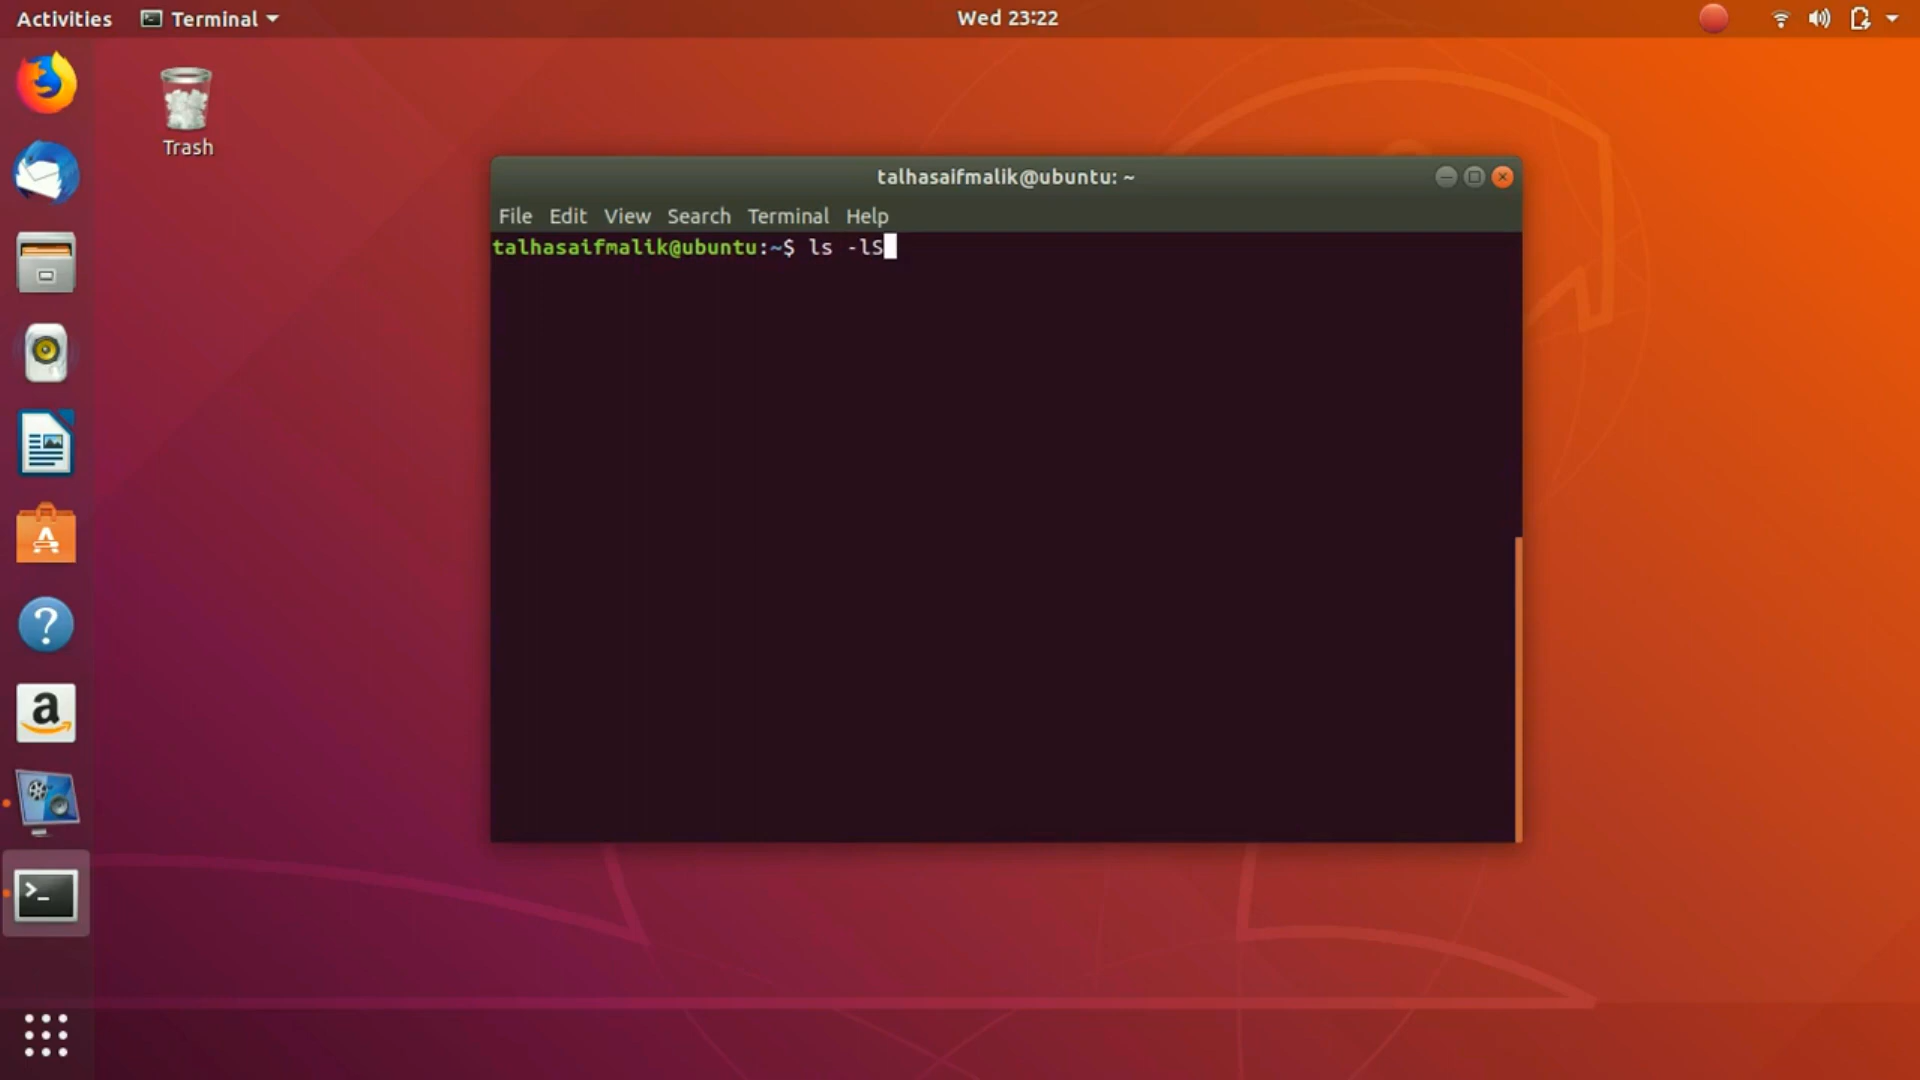 Activities Terminal Wed 23:22
Trash
talhasaifmalik@ubuntu: ~
File Edit View Search Terminal Help
talhasaifmalik@ubuntu:~$ ls -lS